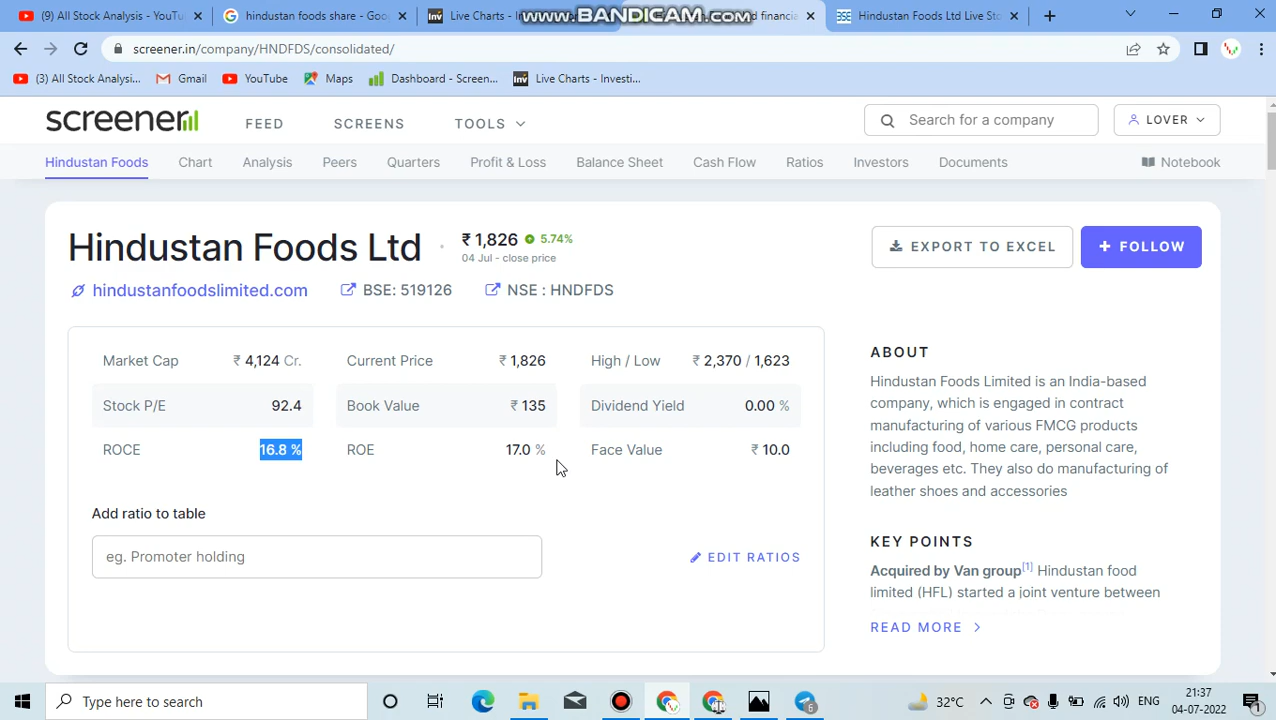 (9) All Stock Analysis - YouTu
hindustan foods share - Goo
Live Charts - In
www.BANDICAM.com
d financia
Hindustan Foods Ltd Live Sto
screener.in/company/HNDFDS/consolidated/
(3) All Stock Analysi...
Gmail
YouTube
Maps
Dashboard - Screen...
Live Charts - Investi...
screener
FEED
SCREENS
TOOLS
Search for a company
LOVER
Hindustan Foods
Chart
Analysis
Peers
Quarters
Profit & Loss
Balance Sheet
Cash Flow
Ratios
Investors
Documents
Notebook
Hindustan Foods Ltd
₹ 1,826 5.74%
04 Jul - close price
EXPORT TO EXCEL
+ FOLLOW
hindustanfoodslimited.com
BSE: 519126
NSE : HNDFDS
Market Cap ₹ 4,124 Cr.
Current Price ₹ 1,826
High / Low ₹ 2,370 / 1,623
Stock P/E 92.4
Book Value ₹ 135
Dividend Yield 0.00 %
ROCE 16.8 %
ROE 17.0 %
Face Value ₹ 10.0
Add ratio to table
eg. Promoter holding
EDIT RATIOS
ABOUT
Hindustan Foods Limited is an India-based
company, which is engaged in contract
manufacturing of various FMCG products
including food, home care, personal care,
beverages etc. They also do manufacturing of
leather shoes and accessories
KEY POINTS
Acquired by Van group[1] Hindustan food
limited (HFL) started a joint venture between
READ MORE
Type here to search
6
32°C
ENG
21:37
04-07-2022
1